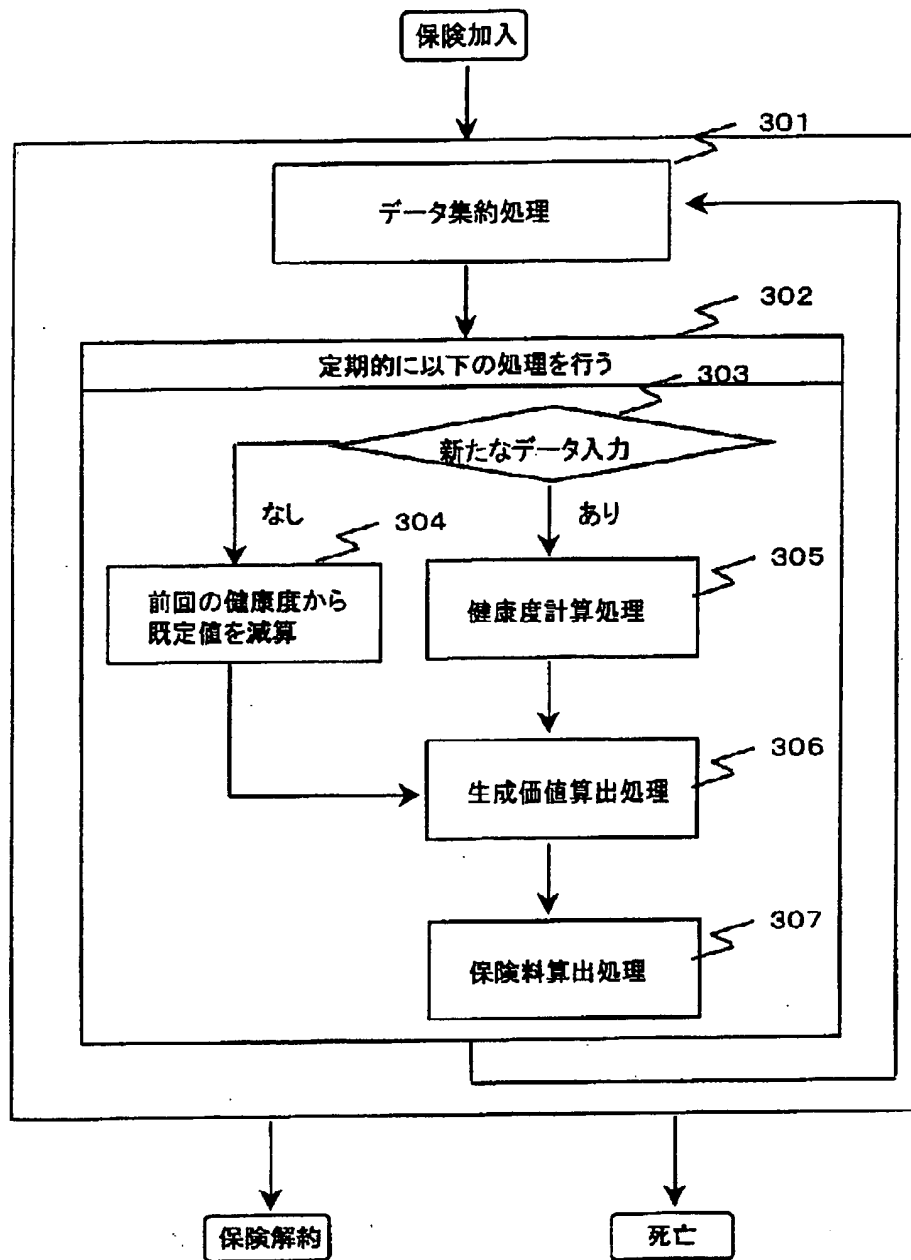 保険加入
301
データ集約処理
302
定期的に以下の処理を行う
303
新たなデータ入力
なし
あり
304
前回の健康度から
既定値を減算
305
健康度計算処理
306
生成価値算出処理
307
保険料算出処理
保険解約
死亡